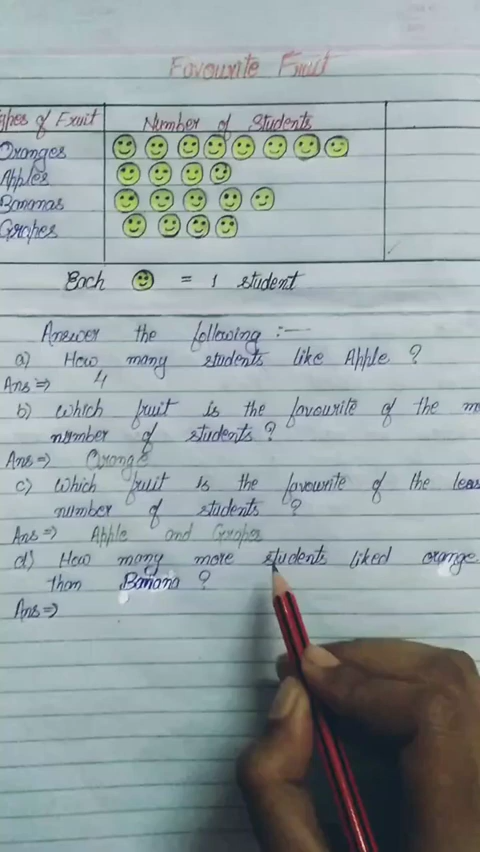 Favourite Fruit
of Fruit Number of Students
Oranges
Apples
Bananas
Grapes
Each = 1 student
Answer the following :—
a) How many students like Apple ?
Ans⇒ 4
b) Which fruit is the favourite of the
number of students ?
Ans⇒ Orange
c) Which fruit is the favourite of the
number of students ?
Ans⇒ Apple and Grapes
d) How many more students liked orange
than Banana ?
Ans⇒